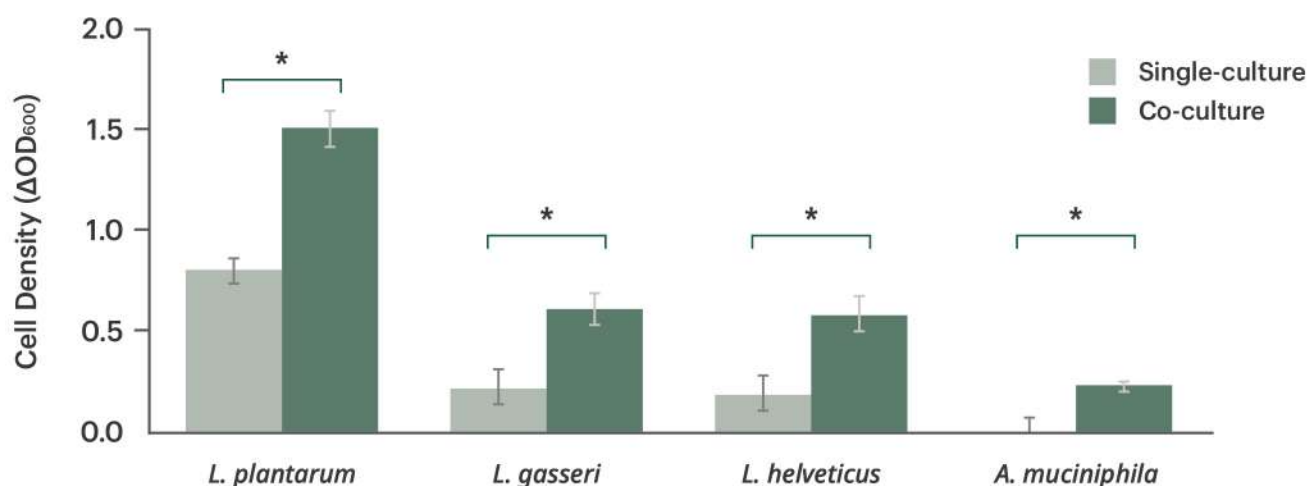 2.0
1.5
1.0
0.5
0.0
Cell Density (ΔOD₆₀₀)
*
*
*
*
Single-culture
Co-culture
L. plantarum
L. gasseri
L. helveticus
A. muciniphila